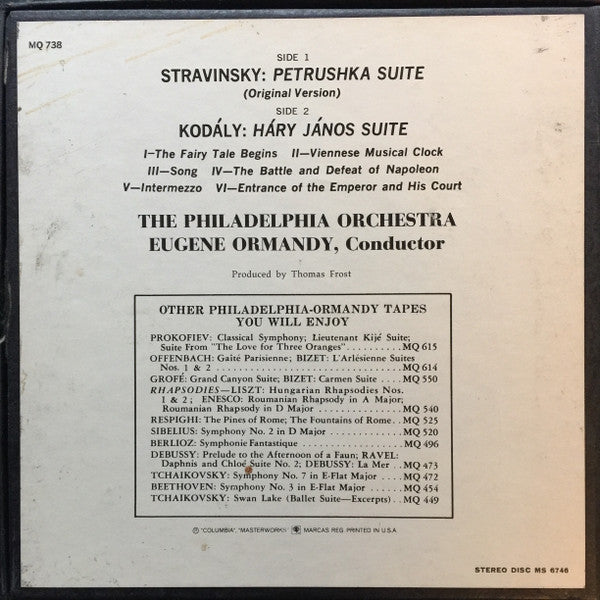 MQ 738
SIDE 1
STRAVINSKY: PETRUSHKA SUITE
(Original Version)
SIDE 2
KODÁLY: HÁRY JÁNOS SUITE
I—The Fairy Tale Begins II—Viennese Musical Clock
III—Song IV—The Battle and Defeat of Napoleon
V—Intermezzo VI—Entrance of the Emperor and His Court
THE PHILADELPHIA ORCHESTRA
EUGENE ORMANDY, Conductor
Produced by Thomas Frost
OTHER PHILADELPHIA-ORMANDY TAPES
YOU WILL ENJOY
PROKOFIEV: Classical Symphony; Lieutenant Kijé Suite;
Suite From "The Love for Three Oranges"..........MQ 615
OFFENBACH: Gaité Parisienne; BIZET: L'Arlésienne Suites
Nos. 1 & 2..........MQ 614
GROFÉ: Grand Canyon Suite; BIZET: Carmen Suite....MQ 550
RHAPSODIES—LISZT: Hungarian Rhapsodies Nos.
1 & 2; ENESCO: Roumanian Rhapsody in A Major;
Roumanian Rhapsody in D Major..........MQ 540
RESPIGHI: The Pines of Rome; The Fountains of Rome..MQ 525
SIBELIUS: Symphony No. 2 in D Major..........MQ 520
BERLIOZ: Symphonie Fantastique..........MQ 496
DEBUSSY: Prelude to the Afternoon of a Faun; RAVEL:
Daphnis and Chloé Suite No. 2; DEBUSSY: La Mer..MQ 473
TCHAIKOVSKY: Symphony No. 7 in E-Flat Major....MQ 472
BEETHOVEN: Symphony No. 3 in E-Flat Major....MQ 454
TCHAIKOVSKY: Swan Lake (Ballet Suite—Excerpts)..MQ 449
Ⓟ "COLUMBIA", "MASTERWORKS" MARCAS REG. PRINTED IN U.S.A.
STEREO DISC MS 6746